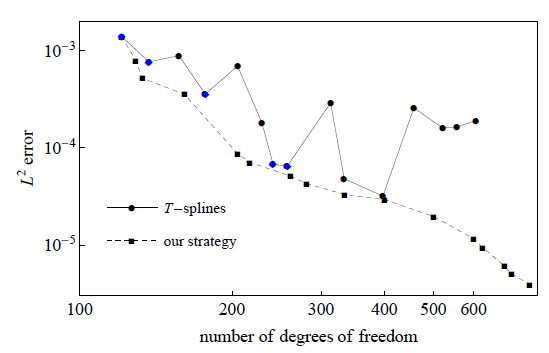 10⁻³
10⁻⁴
10⁻⁵
L² error
T–splines
our strategy
100 200 300 400 500 600
number of degrees of freedom